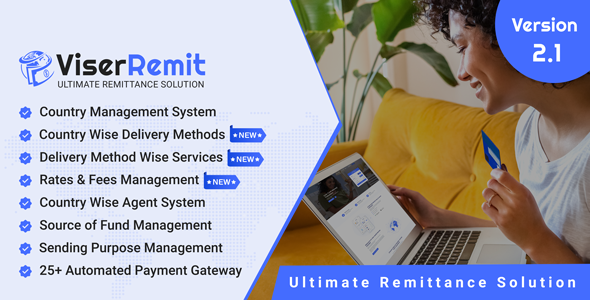 Version
2.1
ViserRemit
ULTIMATE REMITTANCE SOLUTION
Country Management System
Country Wise Delivery Methods NEW
Delivery Method Wise Services NEW
Rates & Fees Management NEW
Country Wise Agent System
Source of Fund Management
Sending Purpose Management
25+ Automated Payment Gateway
Ultimate Remittance Solution